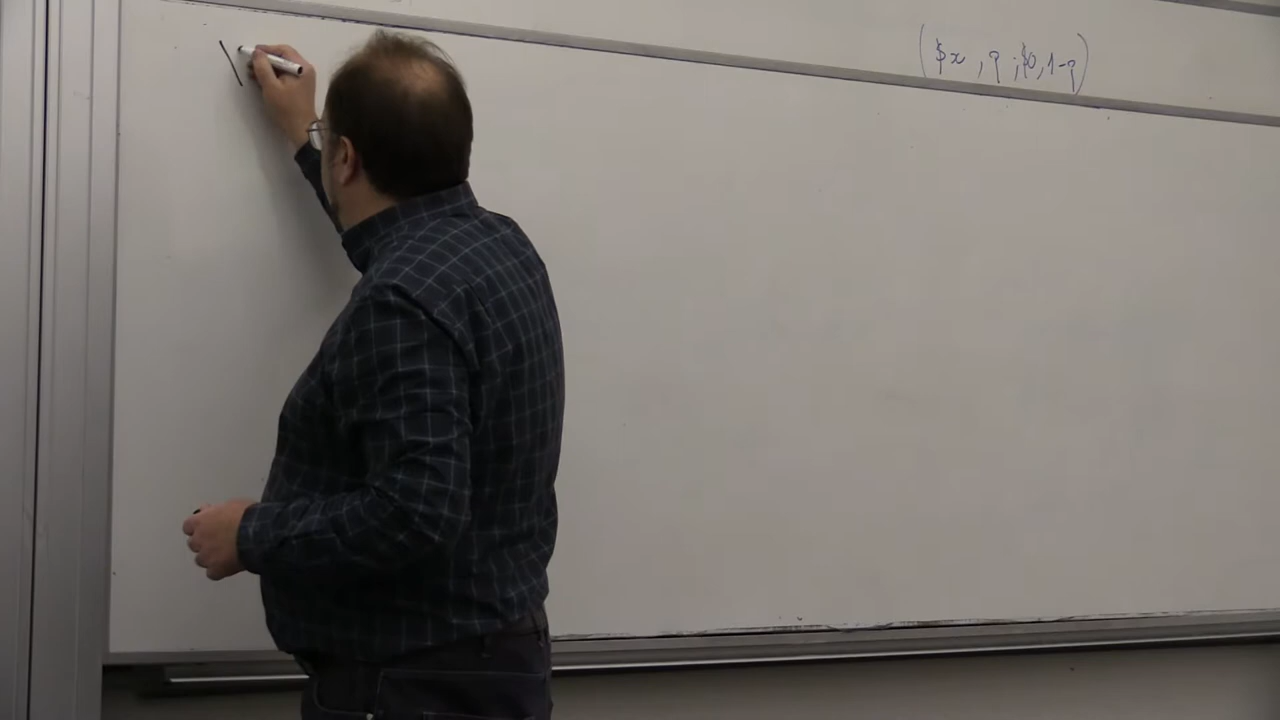 ($x, q; $0, 1-q)